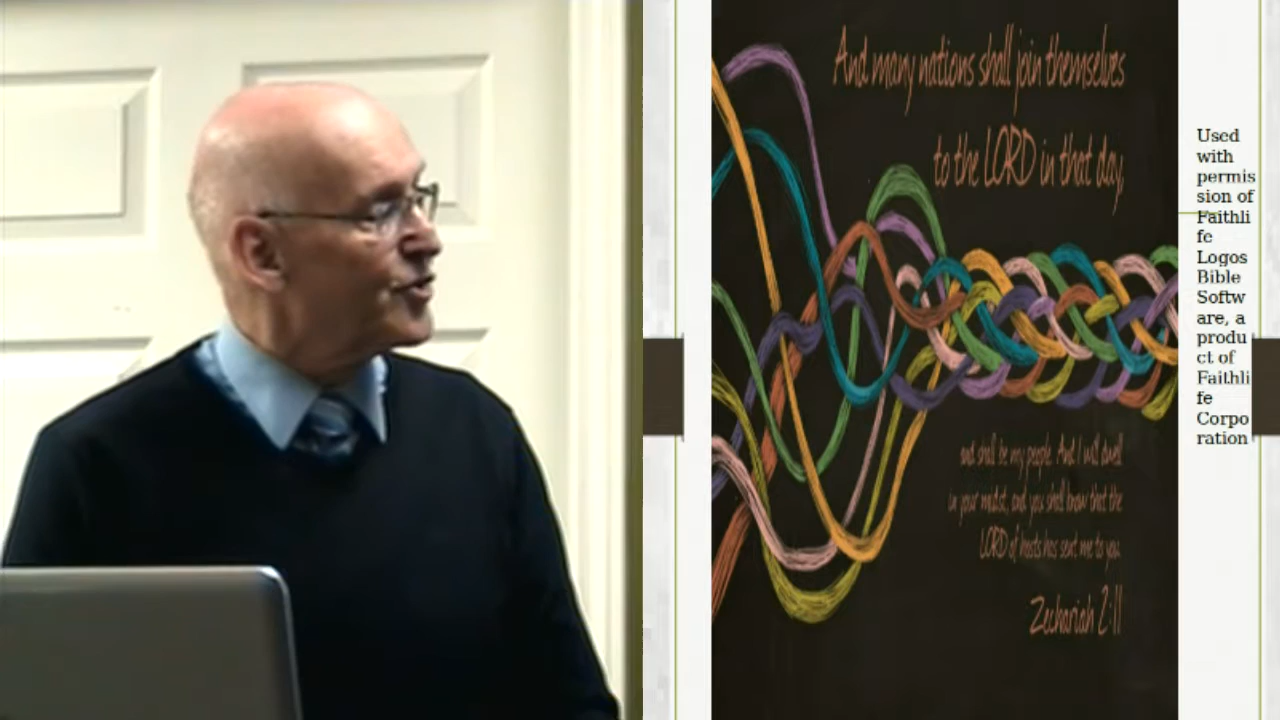 And many nations shall join themselves
to the LORD in that day,
and shall be my people. And I will dwell
in your midst, and you shall know that the
LORD of hosts has sent me to you.
Zechariah 2:11
Used
with
permis
sion of
Faithli
fe
Logos
Bible
Softw
are, a
produ
ct of
Faithli
fe
Corpo
ration